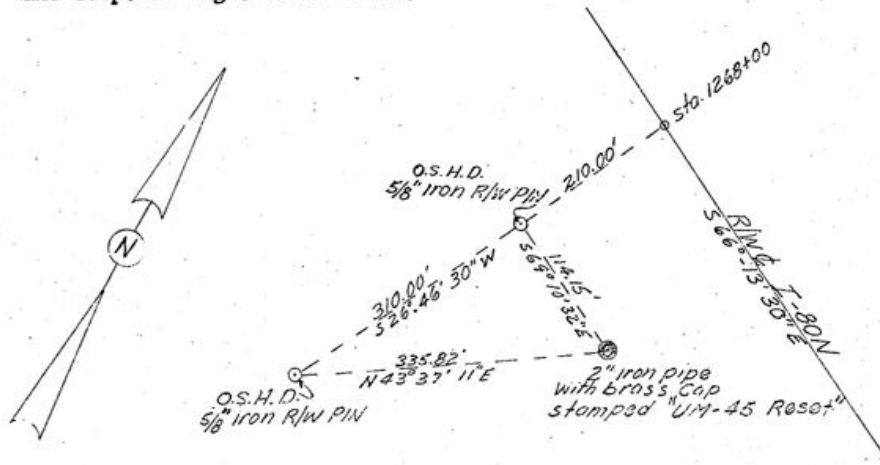 Sta. 1268+00
210.00'
O.S.H.D.
5/8" Iron R/W PIN
N
114.15'
S 69° 10' 32" E
R/W ℄ I-80N
S 66°-13' 30" E
310.00'
S 26° 46' 30" W
335.82'
N 43° 37' 11" E
2" iron pipe
with brass Cap
stamped "UM-45 Reset"
O.S.H.D.
5/8" Iron R/W PIN